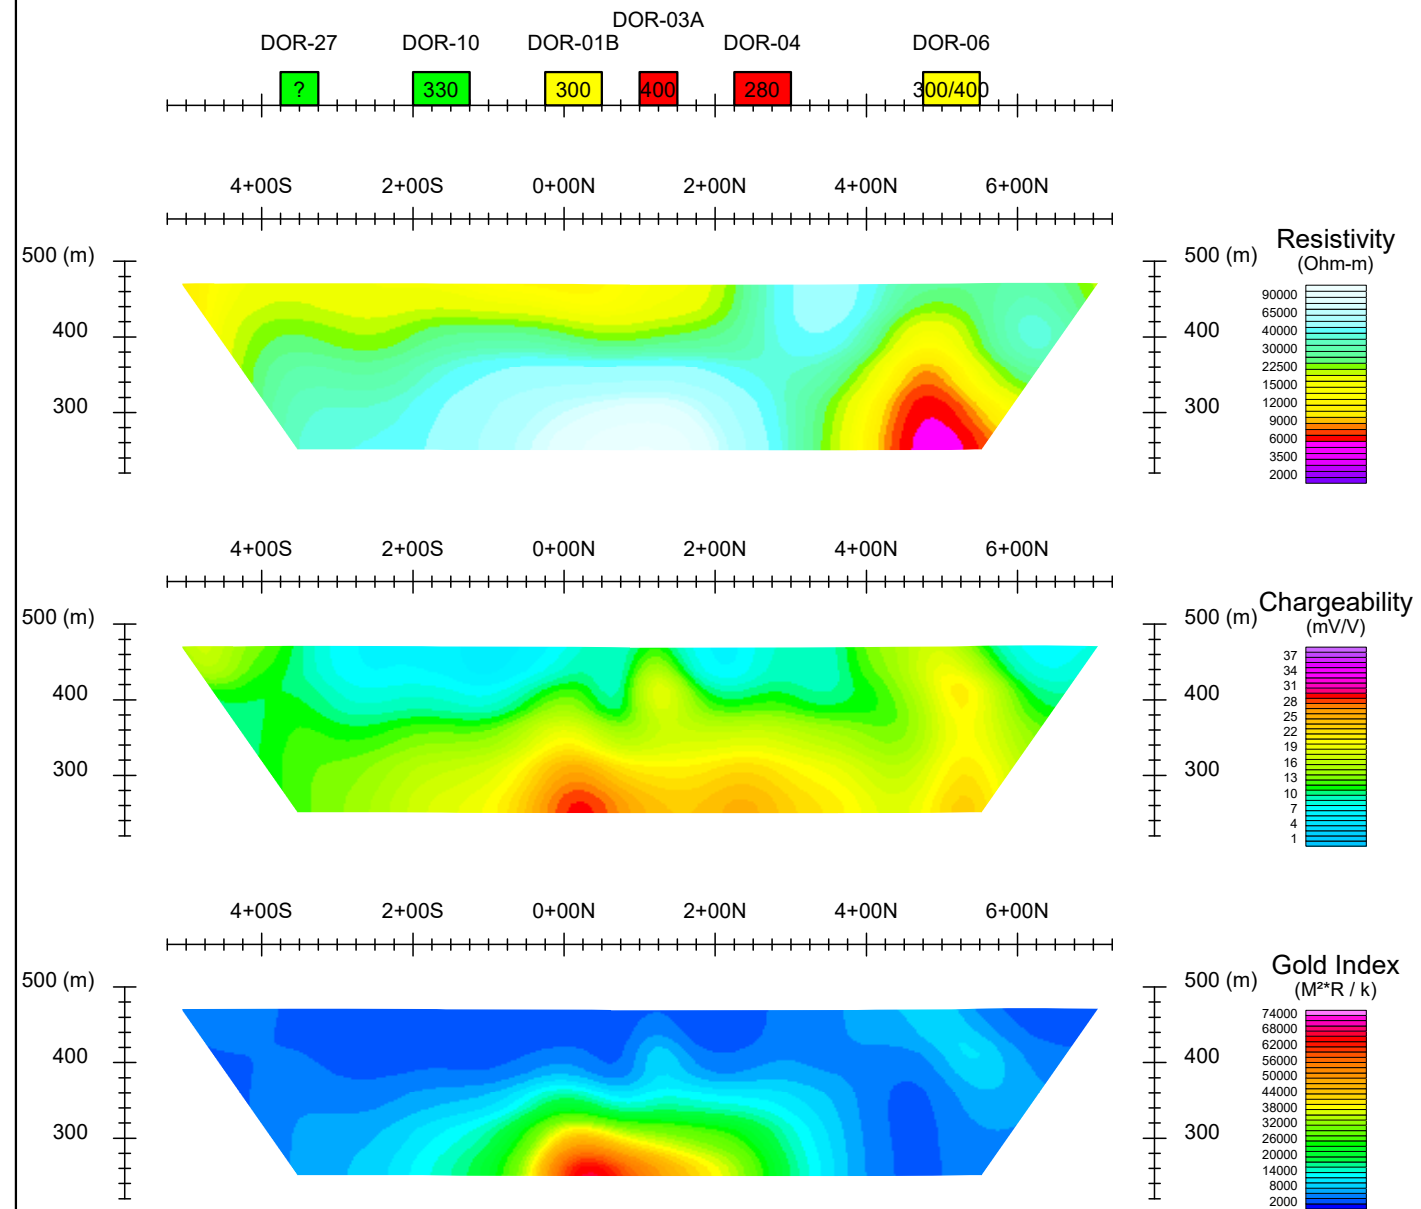 DOR-03A
DOR-27 DOR-10 DOR-01B DOR-04 DOR-06
? 330 300 400 280 300/400
4+00S 2+00S 0+00N 2+00N 4+00N 6+00N
Resistivity
(Ohm-m)
500 (m) 500 (m)
400 400
300 300
90000
65000
40000
30000
22500
15000
12000
9000
6000
3500
2000
4+00S 2+00S 0+00N 2+00N 4+00N 6+00N
Chargeability
(mV/V)
500 (m) 500 (m)
400 400
300 300
37
34
31
28
25
22
19
16
13
10
7
4
1
4+00S 2+00S 0+00N 2+00N 4+00N 6+00N
Gold Index
(M²*R / k)
500 (m) 500 (m)
400 400
300 300
74000
68000
62000
56000
50000
44000
38000
32000
26000
20000
14000
8000
2000